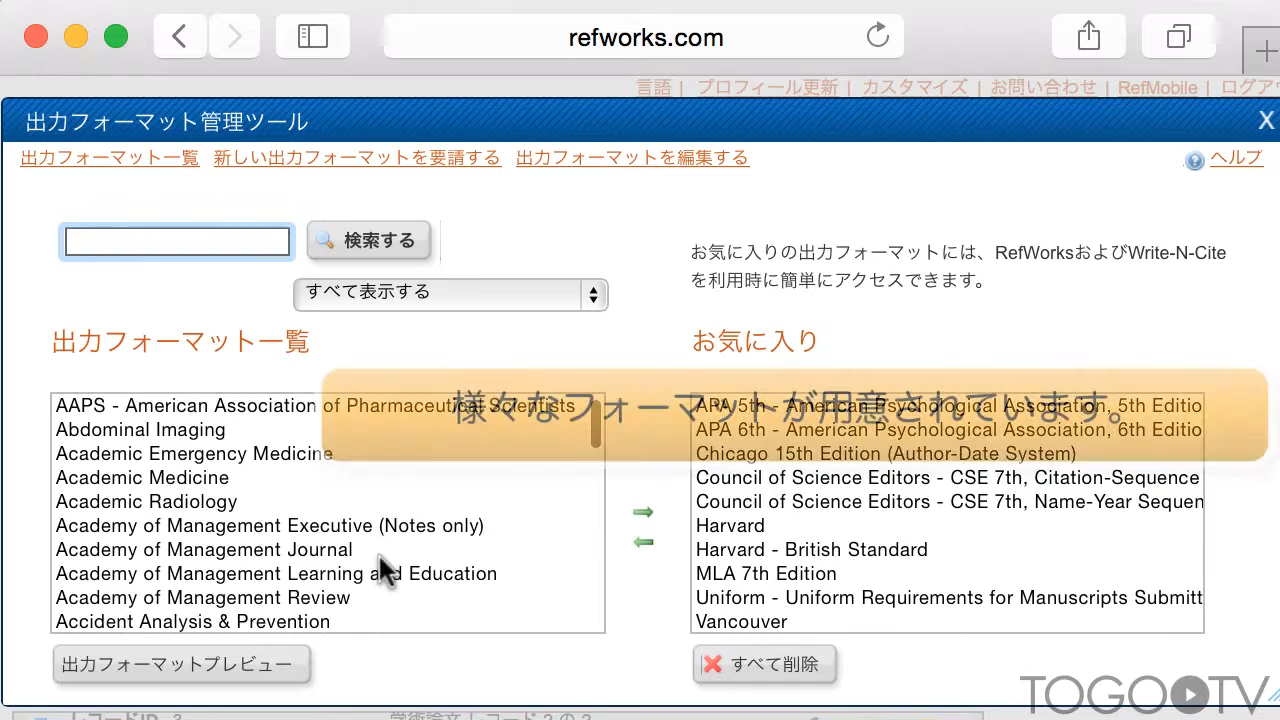 refworks.com
言語 | プロフィール更新 | カスタマイズ | お問い合わせ | RefMobile | ログア
出力フォーマット管理ツール X
出力フォーマット一覧 新しい出力フォーマットを要請する 出力フォーマットを編集する ヘルプ
検索する
すべて表示する
お気に入りの出力フォーマットには、RefWorksおよびWrite-N-Cite
を利用時に簡単にアクセスできます。
出力フォーマット一覧
AAPS - American Association of Pharmaceutical Scientists
Abdominal Imaging
Academic Emergency Medicine
Academic Medicine
Academic Radiology
Academy of Management Executive (Notes only)
Academy of Management Journal
Academy of Management Learning and Education
Academy of Management Review
Accident Analysis & Prevention
出力フォーマットプレビュー
お気に入り
APA 5th - American Psychological Association, 5th Editio
APA 6th - American Psychological Association, 6th Editio
Chicago 15th Edition (Author-Date System)
Council of Science Editors - CSE 7th, Citation-Sequence
Council of Science Editors - CSE 7th, Name-Year Sequen
Harvard
Harvard - British Standard
MLA 7th Edition
Uniform - Uniform Requirements for Manuscripts Submitt
Vancouver
すべて削除
様々なフォーマットが用意されています。
TOGOTV